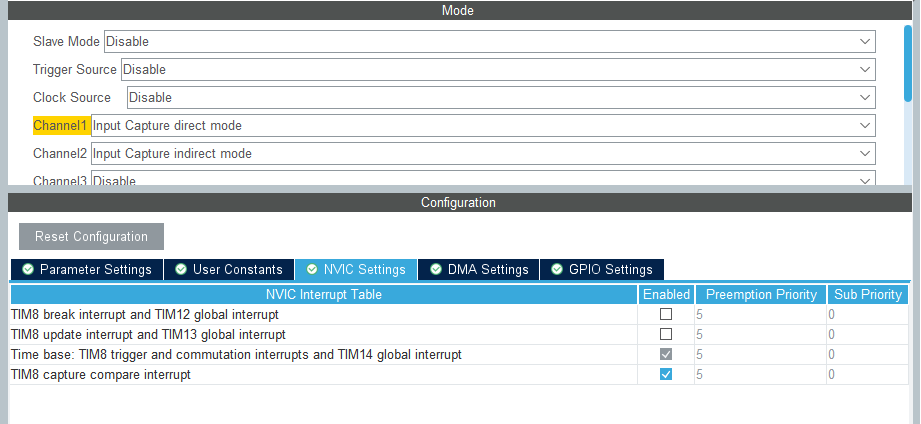 Mode
Slave Mode Disable
Trigger Source Disable
Clock Source Disable
Channel1 Input Capture direct mode
Channel2 Input Capture indirect mode
Channel3 Disable
Configuration
Reset Configuration
Parameter Settings User Constants NVIC Settings DMA Settings GPIO Settings
NVIC Interrupt Table Enabled Preemption Priority Sub Priority
TIM8 break interrupt and TIM12 global interrupt 5 0
TIM8 update interrupt and TIM13 global interrupt 5 0
Time base: TIM8 trigger and commutation interrupts and TIM14 global interrupt 5 0
TIM8 capture compare interrupt 5 0